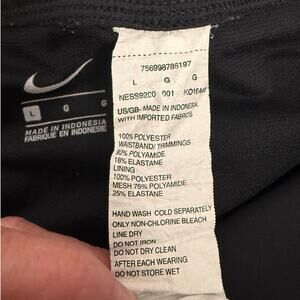 L G G
MADE IN INDONESIA
FABRIQUÉ EN INDONÉSIE
756998786197
L G G
NESS9200 001
US/GB- MADE IN INDONESIA
WITH IMPORTED FABRICS
100% POLYESTER
WAISTBAND/TRIMMINGS
82% POLYAMIDE
18% ELASTANE
LINING
100% POLYESTER
MESH 75% POLYAMIDE
25% ELASTANE
HAND WASH COLD SEPARATELY
ONLY NON-CHLORINE BLEACH
LINE DRY
DO NOT IRON
DO NOT DRY CLEAN
AFTER EACH WEARING
DO NOT STORE WET